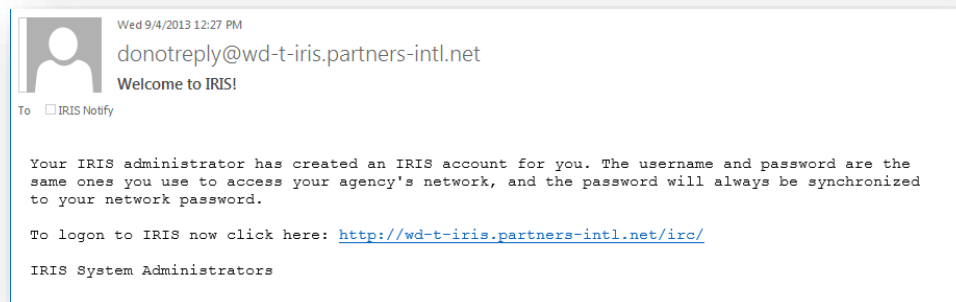 Wed 9/4/2013 12:27 PM
donotreply@wd-t-iris.partners-intl.net
Welcome to IRIS!
To IRIS Notify
Your IRIS administrator has created an IRIS account for you. The username and password are the
same ones you use to access your agency's network, and the password will always be synchronized
to your network password.
To logon to IRIS now click here: http://wd-t-iris.partners-intl.net/irc/
IRIS System Administrators